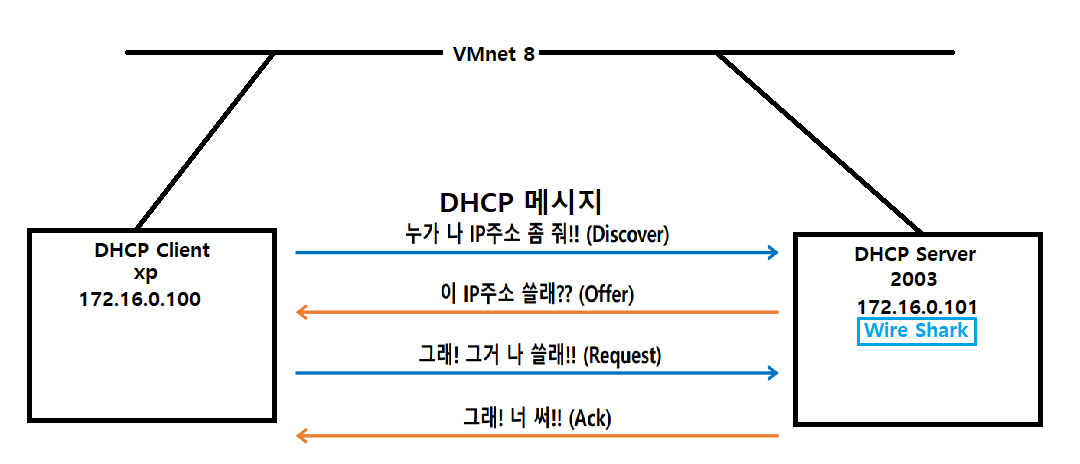 VMnet 8
DHCP 메시지
누가 나 IP주소 좀 줘!! (Discover)
이 IP주소 쓸래?? (Offer)
그래! 그거 나 쓸래!! (Request)
그래! 너 써!! (Ack)
DHCP Client
xp
172.16.0.100
DHCP Server
2003
172.16.0.101
Wire Shark